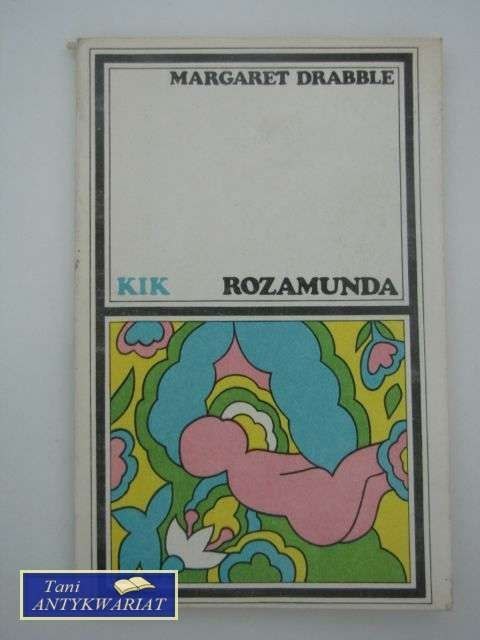 MARGARET DRABBLE
KIK ROZAMUNDA
Tani
ANTYKWARIAT